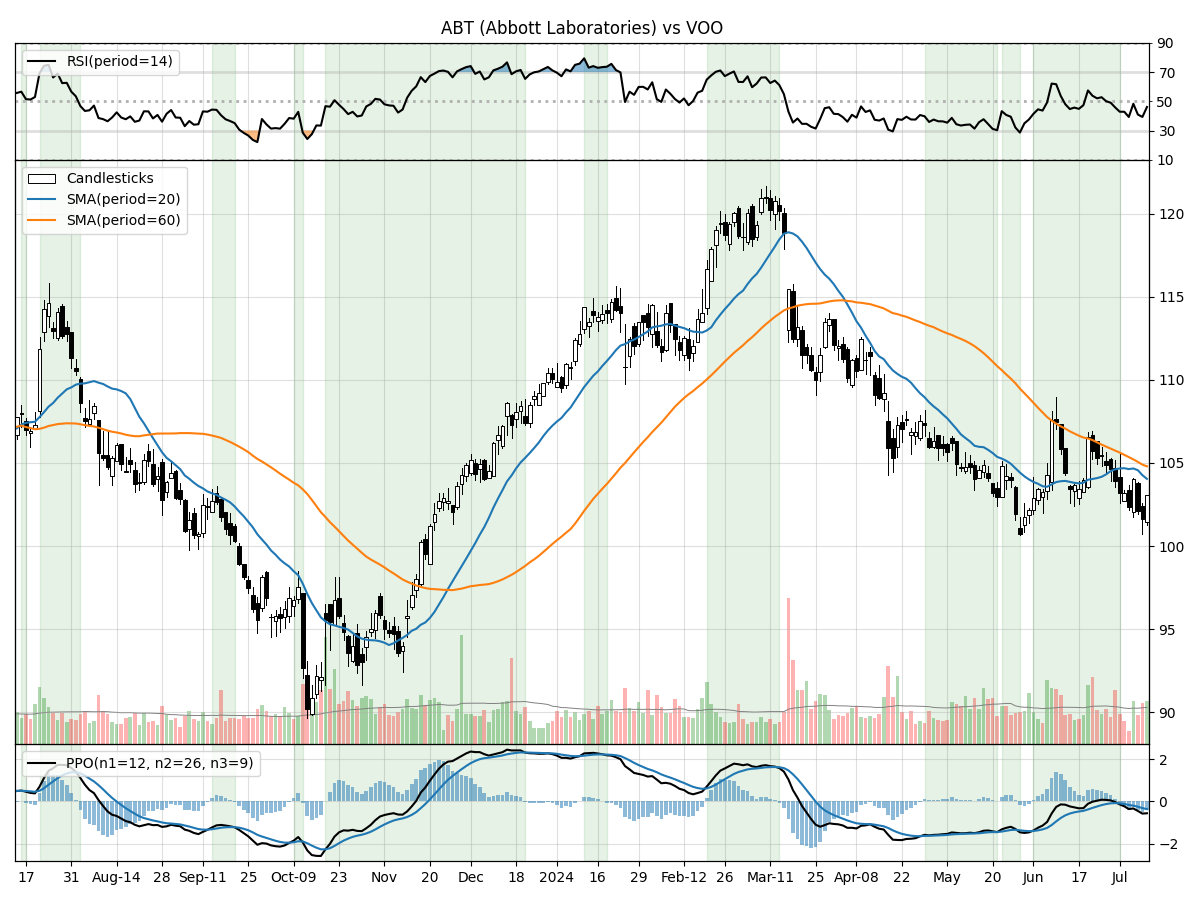 ABT (Abbott Laboratories) vs VOO
RSI(period=14)
90
70
50
30
10
Candlesticks
SMA(period=20)
SMA(period=60)
120
115
110
105
100
95
90
PPO(n1=12, n2=26, n3=9)
2
0
−2
17 31 Aug-14 28 Sep-11 25 Oct-09 23 Nov 20 Dec 18 2024 16 29 Feb-12 26 Mar-11 25 Apr-08 22 May 20 Jun 17 Jul